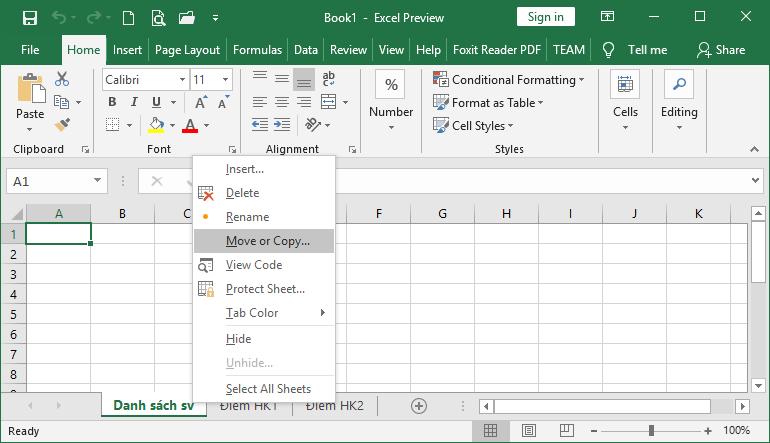 Book1 - Excel Preview
Sign in
File Home Insert Page Layout Formulas Data Review View Help Foxit Reader PDF TEAM Tell me Share
Paste
Clipboard
Calibri 11
B I U A A
A
Font
ab
c
Alignment
%
Number
Conditional Formatting
Format as Table
Cell Styles
Styles
Cells
Editing
A1
Insert...
Delete
Rename
Move or Copy...
View Code
Protect Sheet...
Tab Color
Hide
Unhide...
Select All Sheets
A B C F G H I J K
1
2
3
4
5
6
7
8
Danh sách sv Điểm HK1 Điểm HK2
Ready 100%